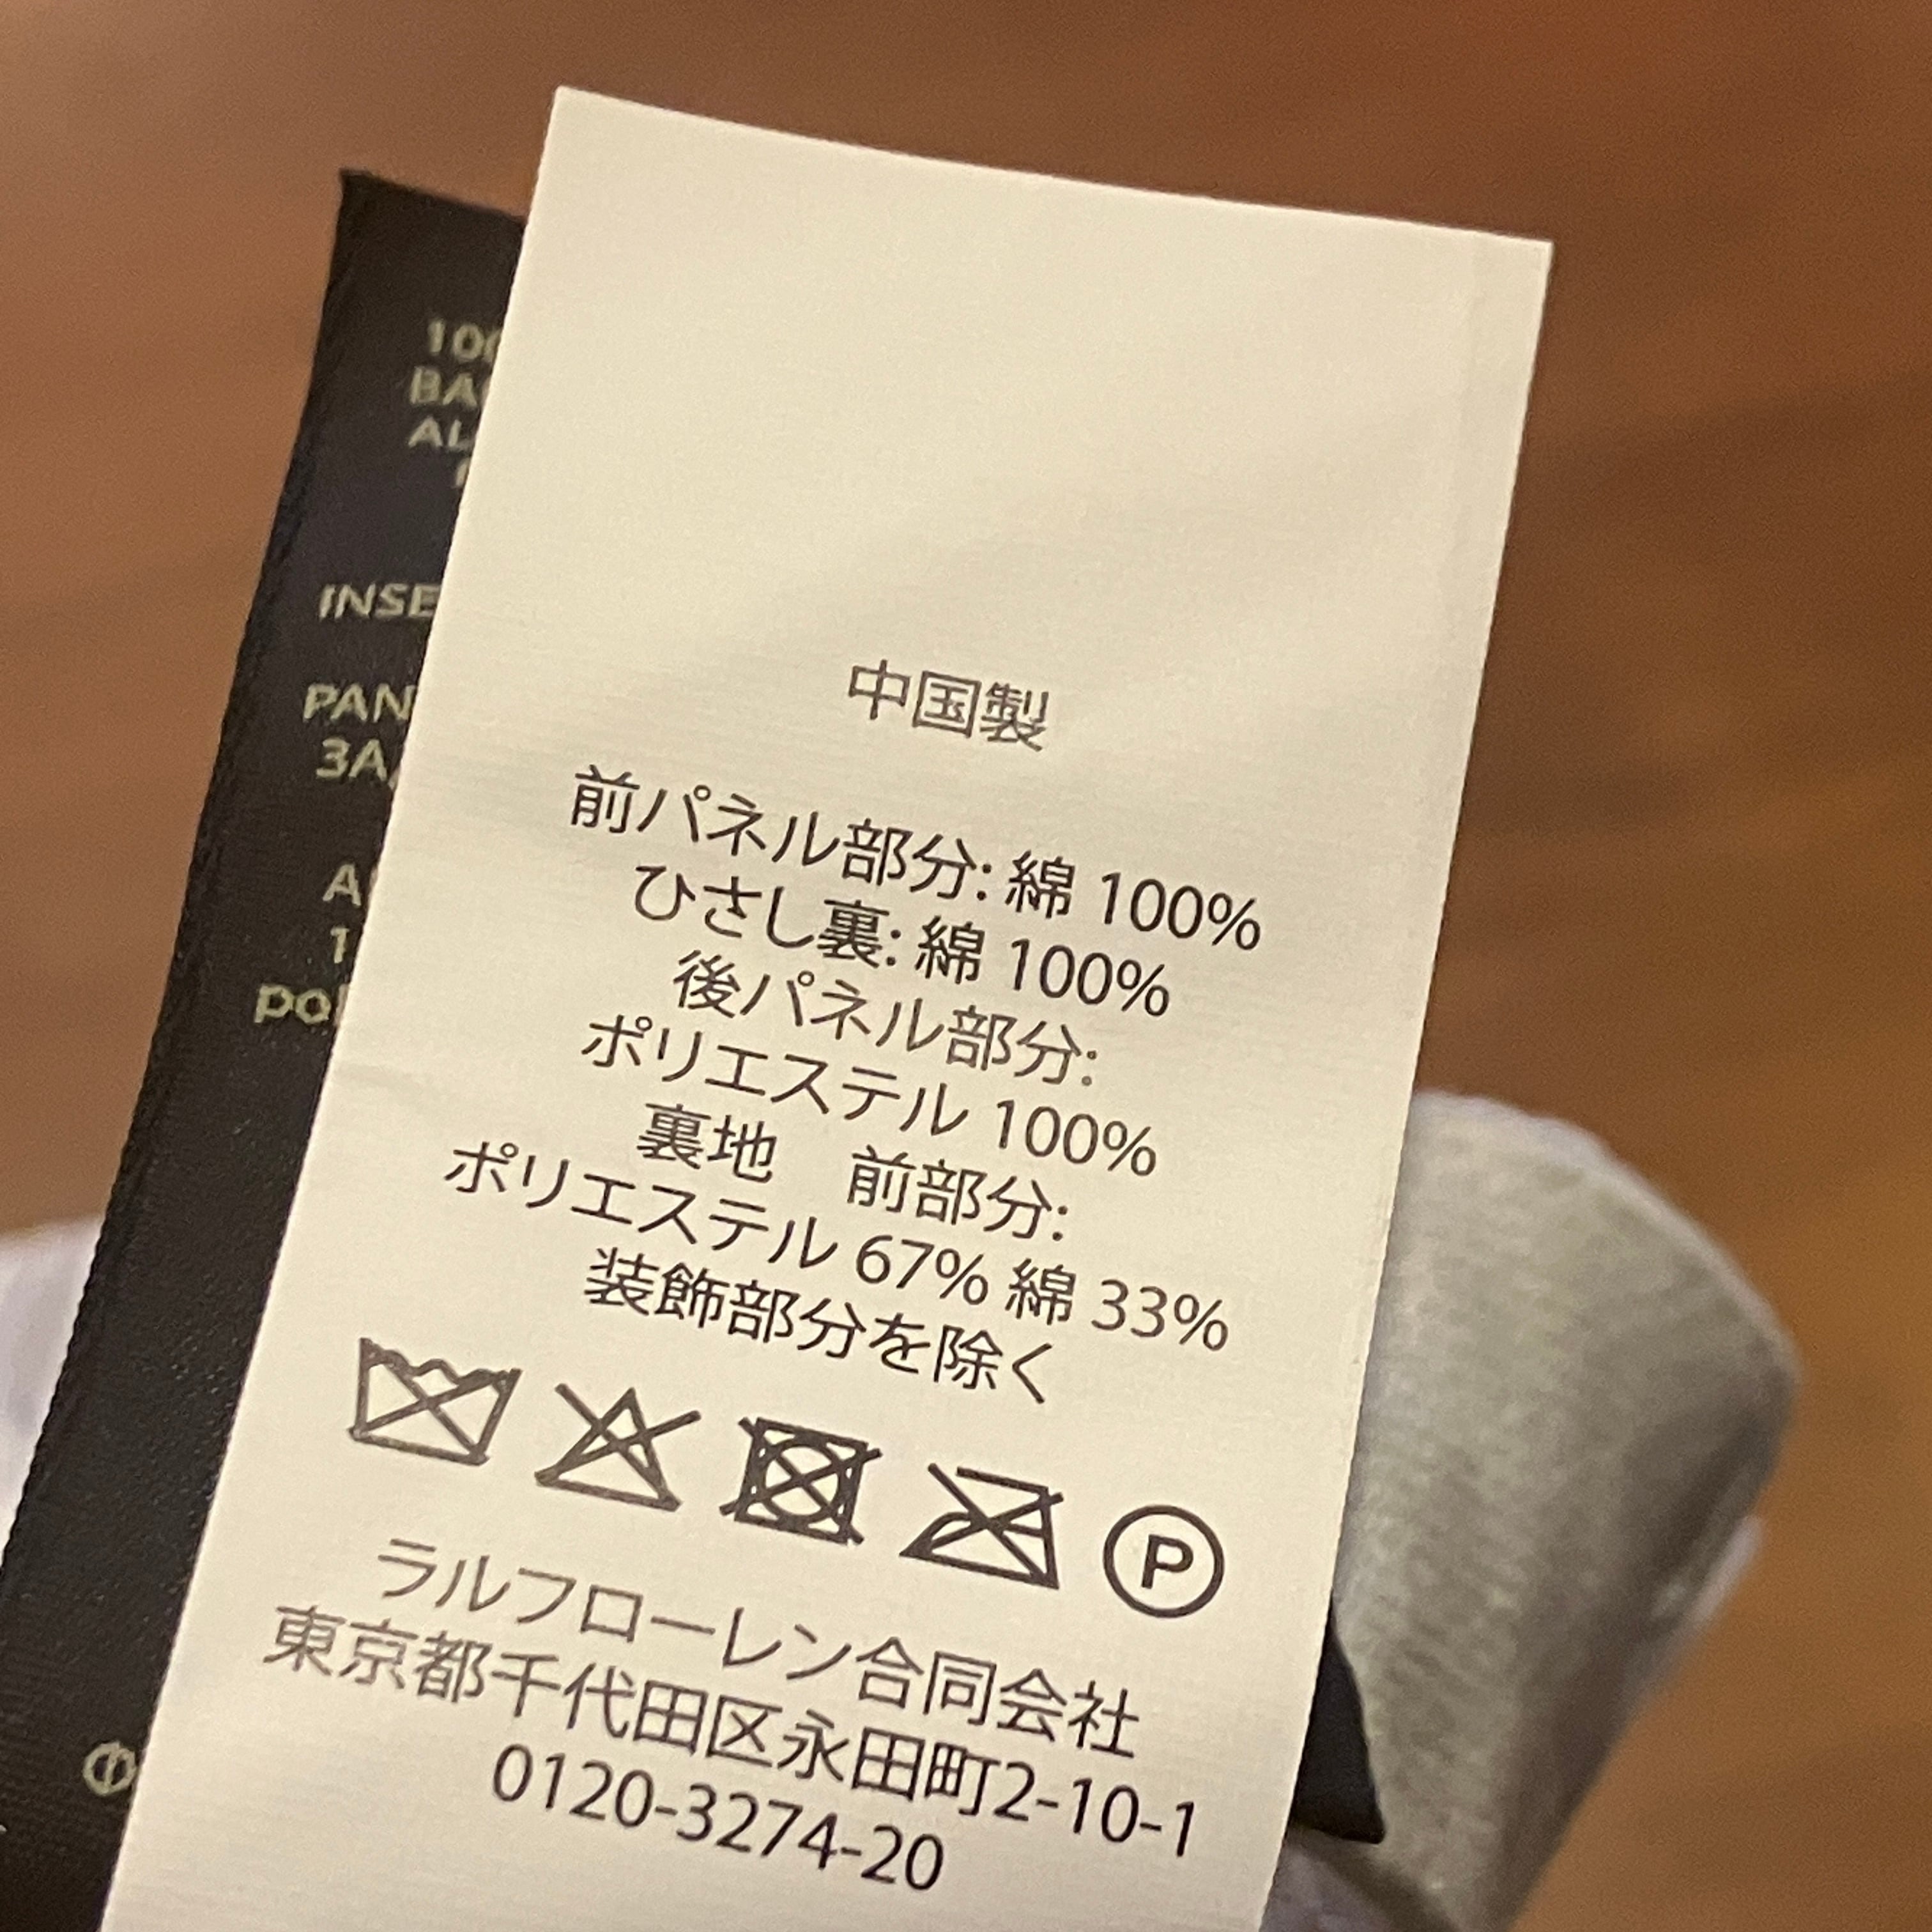 INSE
PAN
3A
中国製
前パネル部分: 綿 100%
ひさし裏: 綿 100%
後パネル部分:
ポリエステル 100%
裏地　前部分:
ポリエステル 67% 綿 33%
装飾部分を除く
P
ラルフローレン合同会社
東京都千代田区永田町2-10-1
0120-3274-20